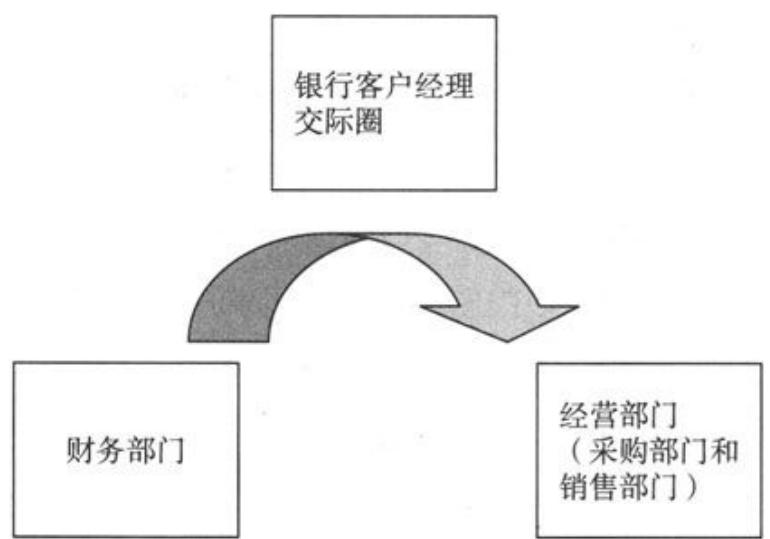 银行客户经理
交际圈
财务部门
经营部门
（采购部门和
销售部门）